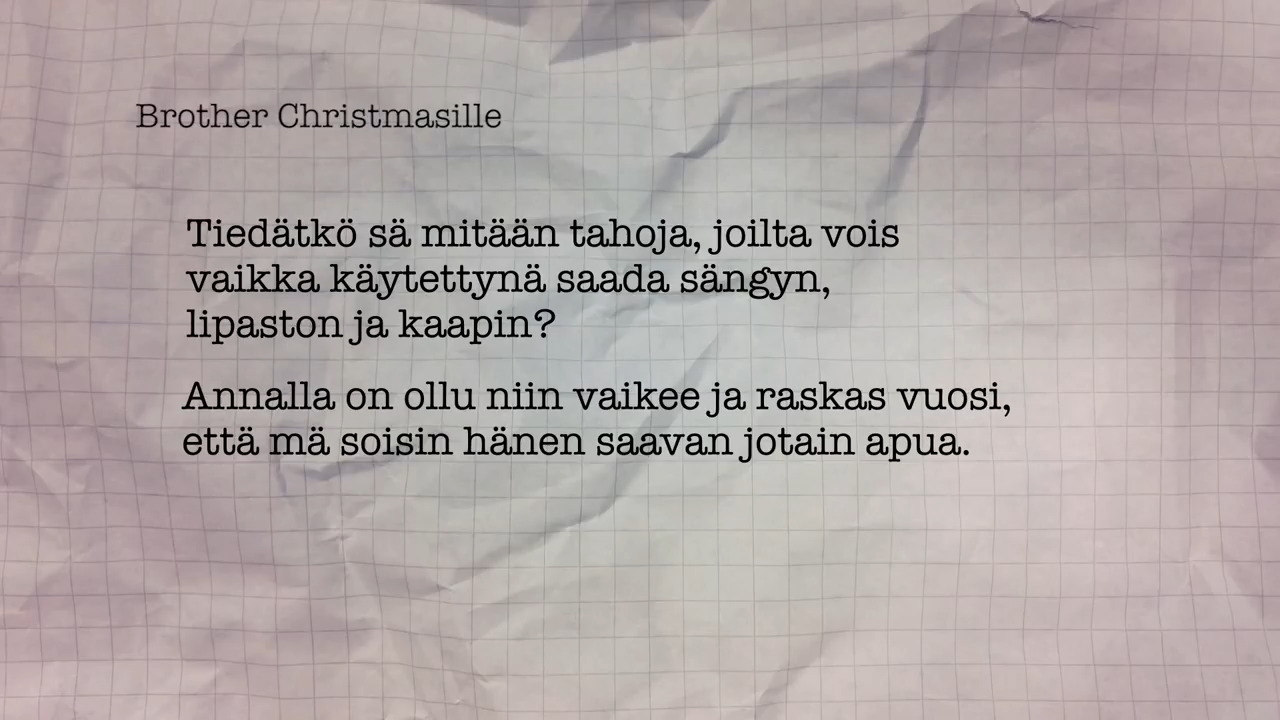 Brother Christmasille
Tiedätkö sä mitään tahoja, joilta vois
vaikka käytettynä saada sängyn,
lipaston ja kaapin?
Annalla on ollu niin vaikee ja raskas vuosi,
että mä soisin hänen saavan jotain apua.